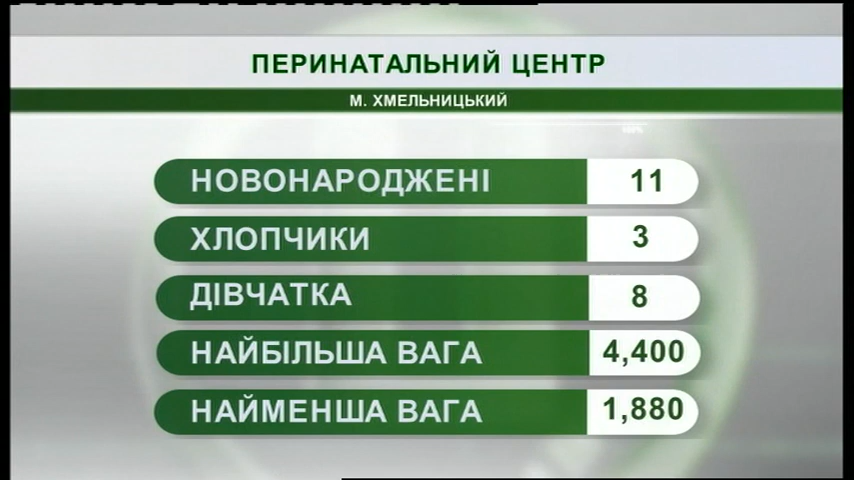 ПЕРИНАТАЛЬНИЙ ЦЕНТР
М. ХМЕЛЬНИЦЬКИЙ
НОВОНАРОДЖЕНІ 11
ХЛОПЧИКИ 3
ДІВЧАТКА 8
НАЙБІЛЬША ВАГА 4,400
НАЙМЕНША ВАГА 1,880